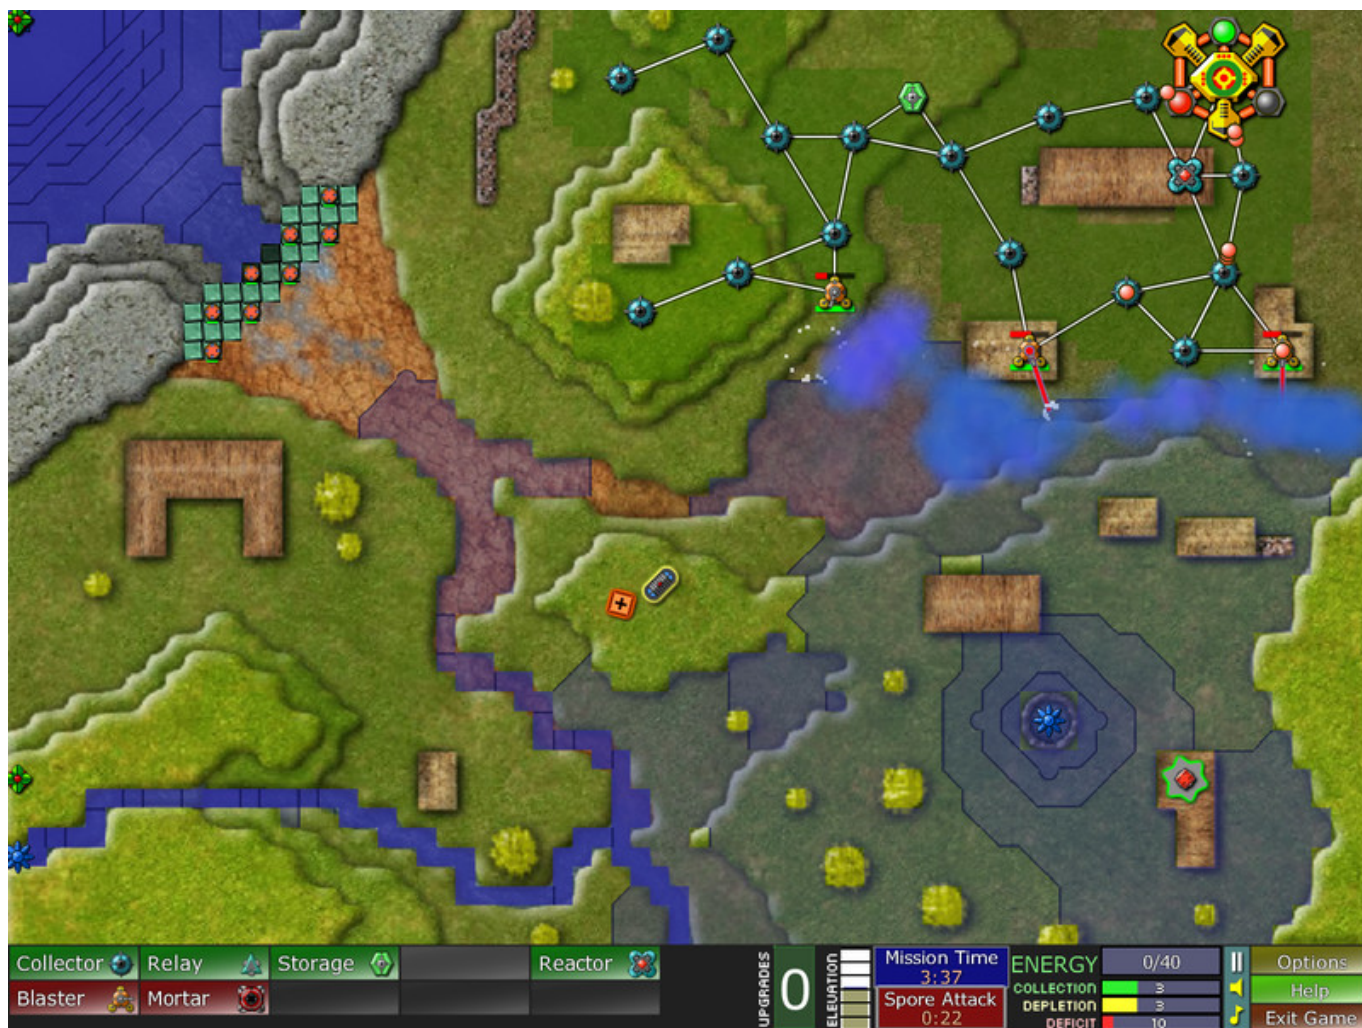 Collector Relay Storage Reactor
Blaster Mortar
UPGRADES
0
ELEVATION
Mission Time
3:37
Spore Attack
0:22
ENERGY 0/40
COLLECTION 3
DEPLETION 3
DEFICIT 10
Options
Help
Exit Game